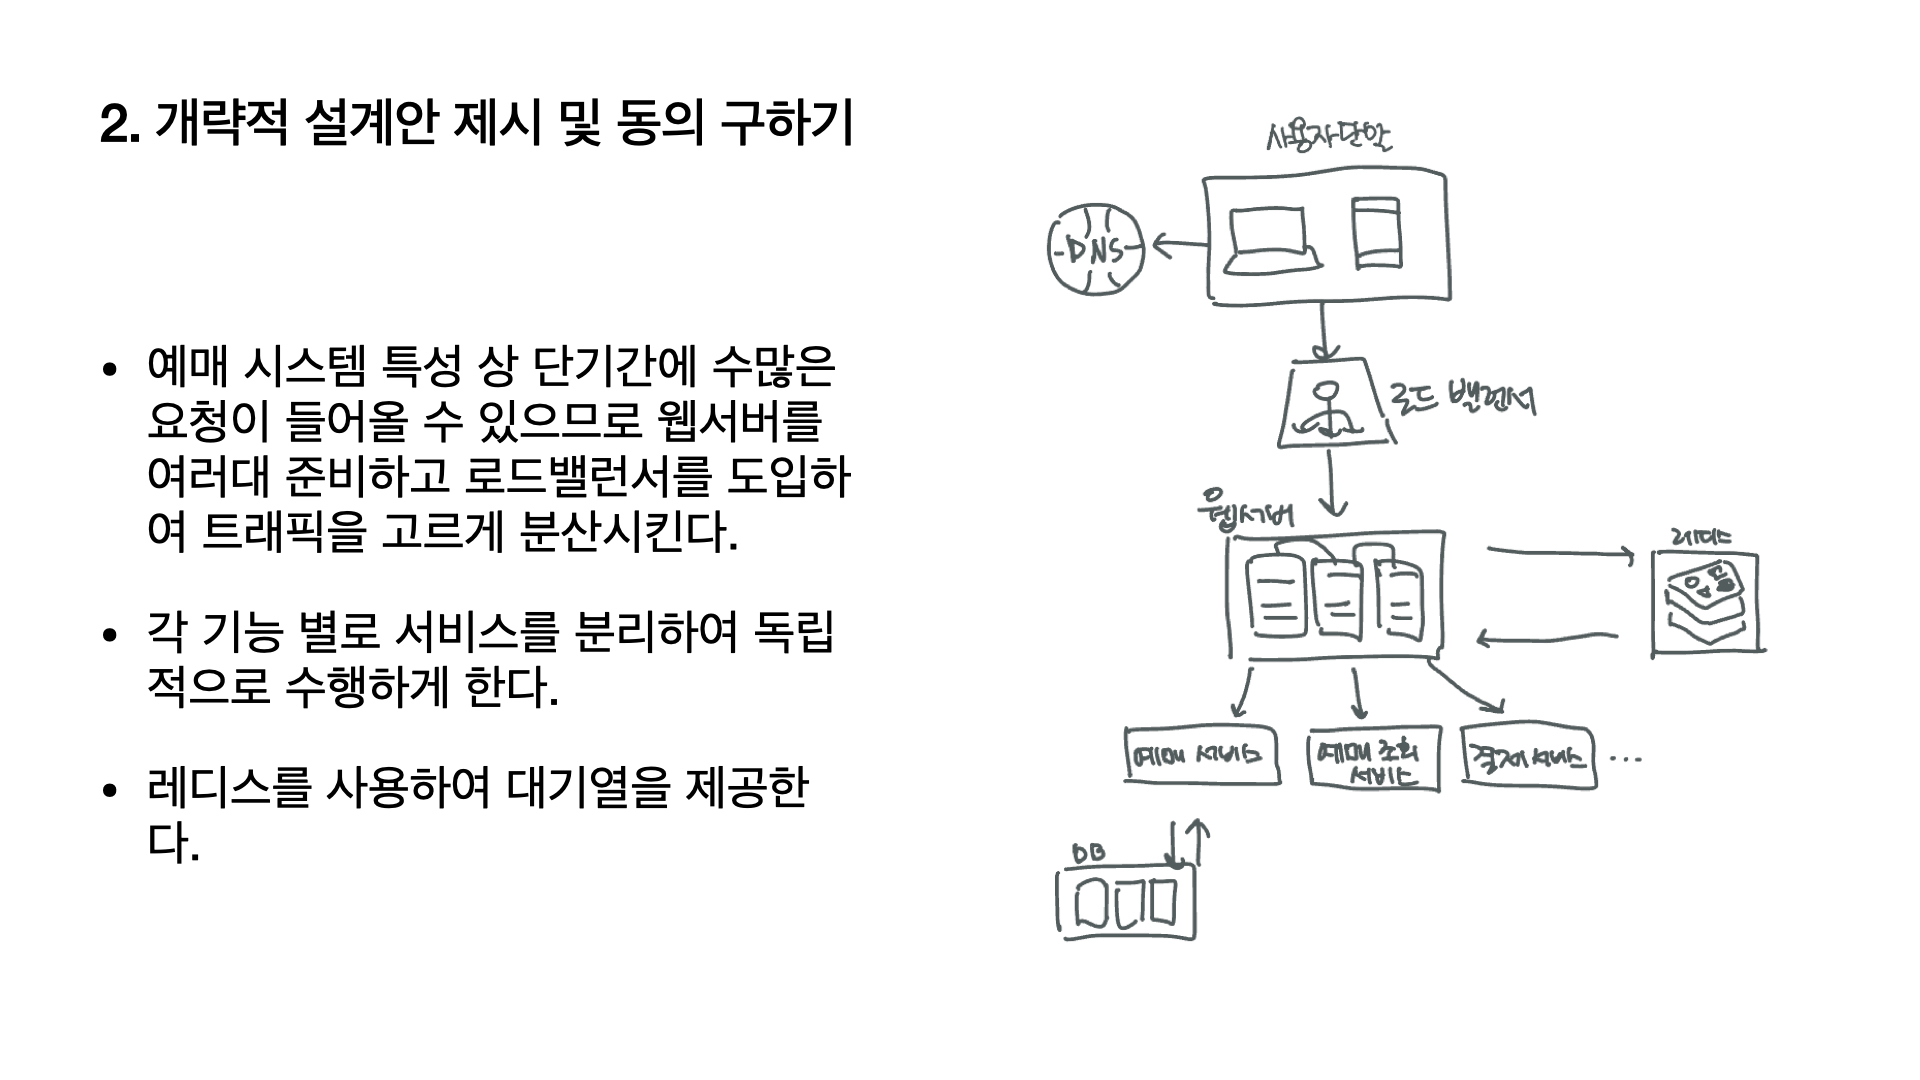 2. 개략적 설계안 제시 및 동의 구하기
• 예매 시스템 특성 상 단기간에 수많은
요청이 들어올 수 있으므로 웹서버를
여러대 준비하고 로드밸런서를 도입하
여 트래픽을 고르게 분산시킨다.
• 각 기능 별로 서비스를 분리하여 독립
적으로 수행하게 한다.
• 레디스를 사용하여 대기열을 제공한
다.
사용자단말
DNS
로드 밸런서
웹서버
레디스
예매 서비스
예매 조회
서비스
결제 서비스
...
DB